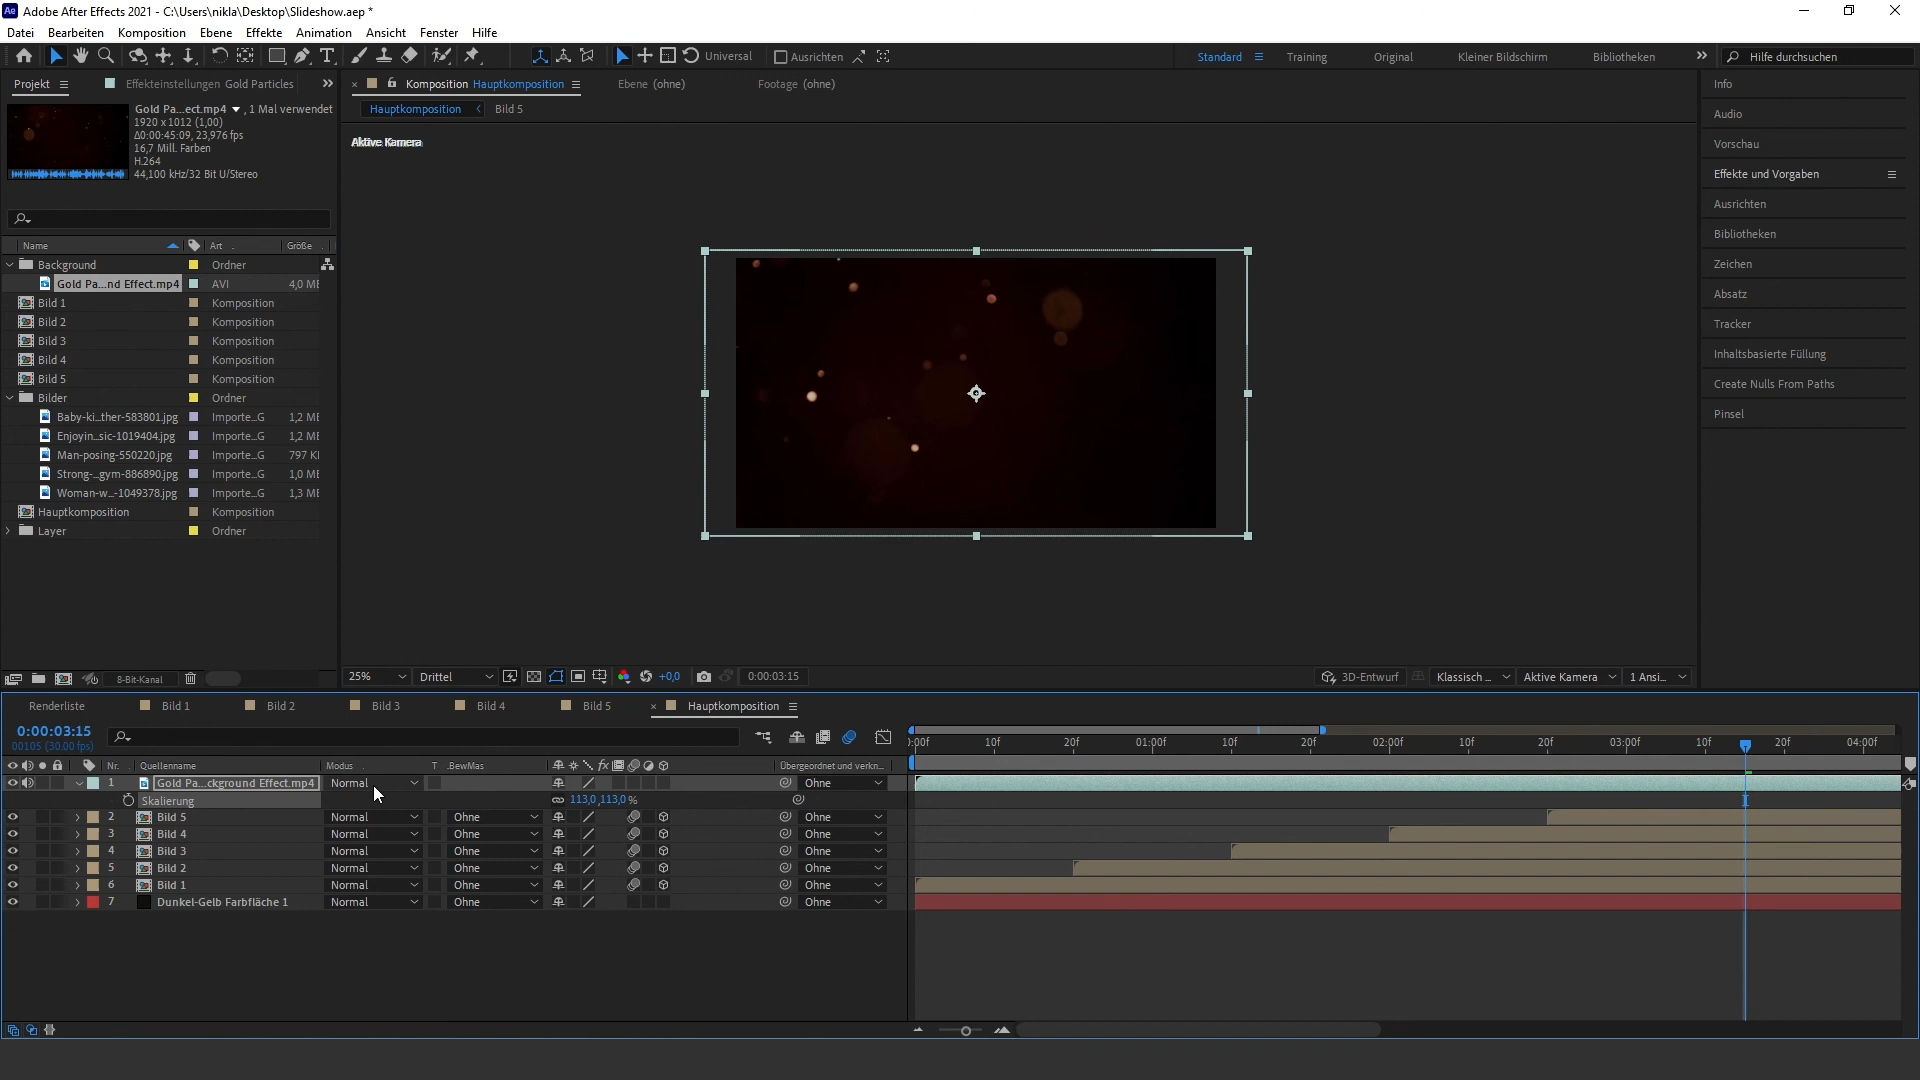 Ae Adobe After Effects 2021 - C:\Users\nikla\Desktop\Slideshow.aep *
Datei Bearbeiten Komposition Ebene Effekte Animation Ansicht Fenster Hilfe
Universal Ausrichten Standard Training Original Kleiner Bildschirm Bibliotheken Hilfe durchsuchen
Projekt Effekteinstellungen Gold Particles
Komposition Hauptkomposition Ebene (ohne) Footage (ohne)
Gold Pa...ect.mp4 , 1 Mal verwendet
1920 x 1012 (1,00)
Δ0:00:45:09, 23,976 fps
16,7 Mill. Farben
H.264
44,100 kHz/32 Bit U/Stereo
Hauptkomposition Bild 5
Aktive Kamera
Name Art Größe
Background Ordner
Gold Pa...nd Effect.mp4 AVI 4,0 ME
Bild 1 Komposition
Bild 2 Komposition
Bild 3 Komposition
Bild 4 Komposition
Bild 5 Komposition
Bilder Ordner
Baby-ki...ther-583801.jpg Importe...G 1,2 ME
Enjoyin...sic-1019404.jpg Importe...G 1,2 ME
Man-posing-550220.jpg Importe...G 797 KI
Strong-...gym-886890.jpg Importe...G 1,0 ME
Woman-w...-1049378.jpg Importe...G 1,3 ME
Hauptkomposition Komposition
Layer Ordner
8-Bit-Kanal
Info
Audio
Vorschau
Effekte und Vorgaben
Ausrichten
Bibliotheken
Zeichen
Absatz
Tracker
Inhaltsbasierte Füllung
Create Nulls From Paths
Pinsel
25% Drittel +0,0 0:00:03:15 3D-Entwurf Klassisch ... Aktive Kamera 1 Ansi...
Renderliste Bild 1 Bild 2 Bild 3 Bild 4 Bild 5 Hauptkomposition
0:00:03:15
00105 (30.00 fps)
):00f 10f 20f 01:00f 10f 20f 02:00f 10f 20f 03:00f 10f 20f 04:00f
Nr. Quellenname Modus T .BewMas fx Übergeordnet und verkn...
1 Gold Pa...ckground Effect.mp4 Normal Ohne
Skalierung 113,0 ,113,0 %
2 Bild 5 Normal Ohne Ohne
3 Bild 4 Normal Ohne Ohne
4 Bild 3 Normal Ohne Ohne
5 Bild 2 Normal Ohne Ohne
6 Bild 1 Normal Ohne Ohne
7 Dunkel-Gelb Farbfläche 1 Normal Ohne Ohne